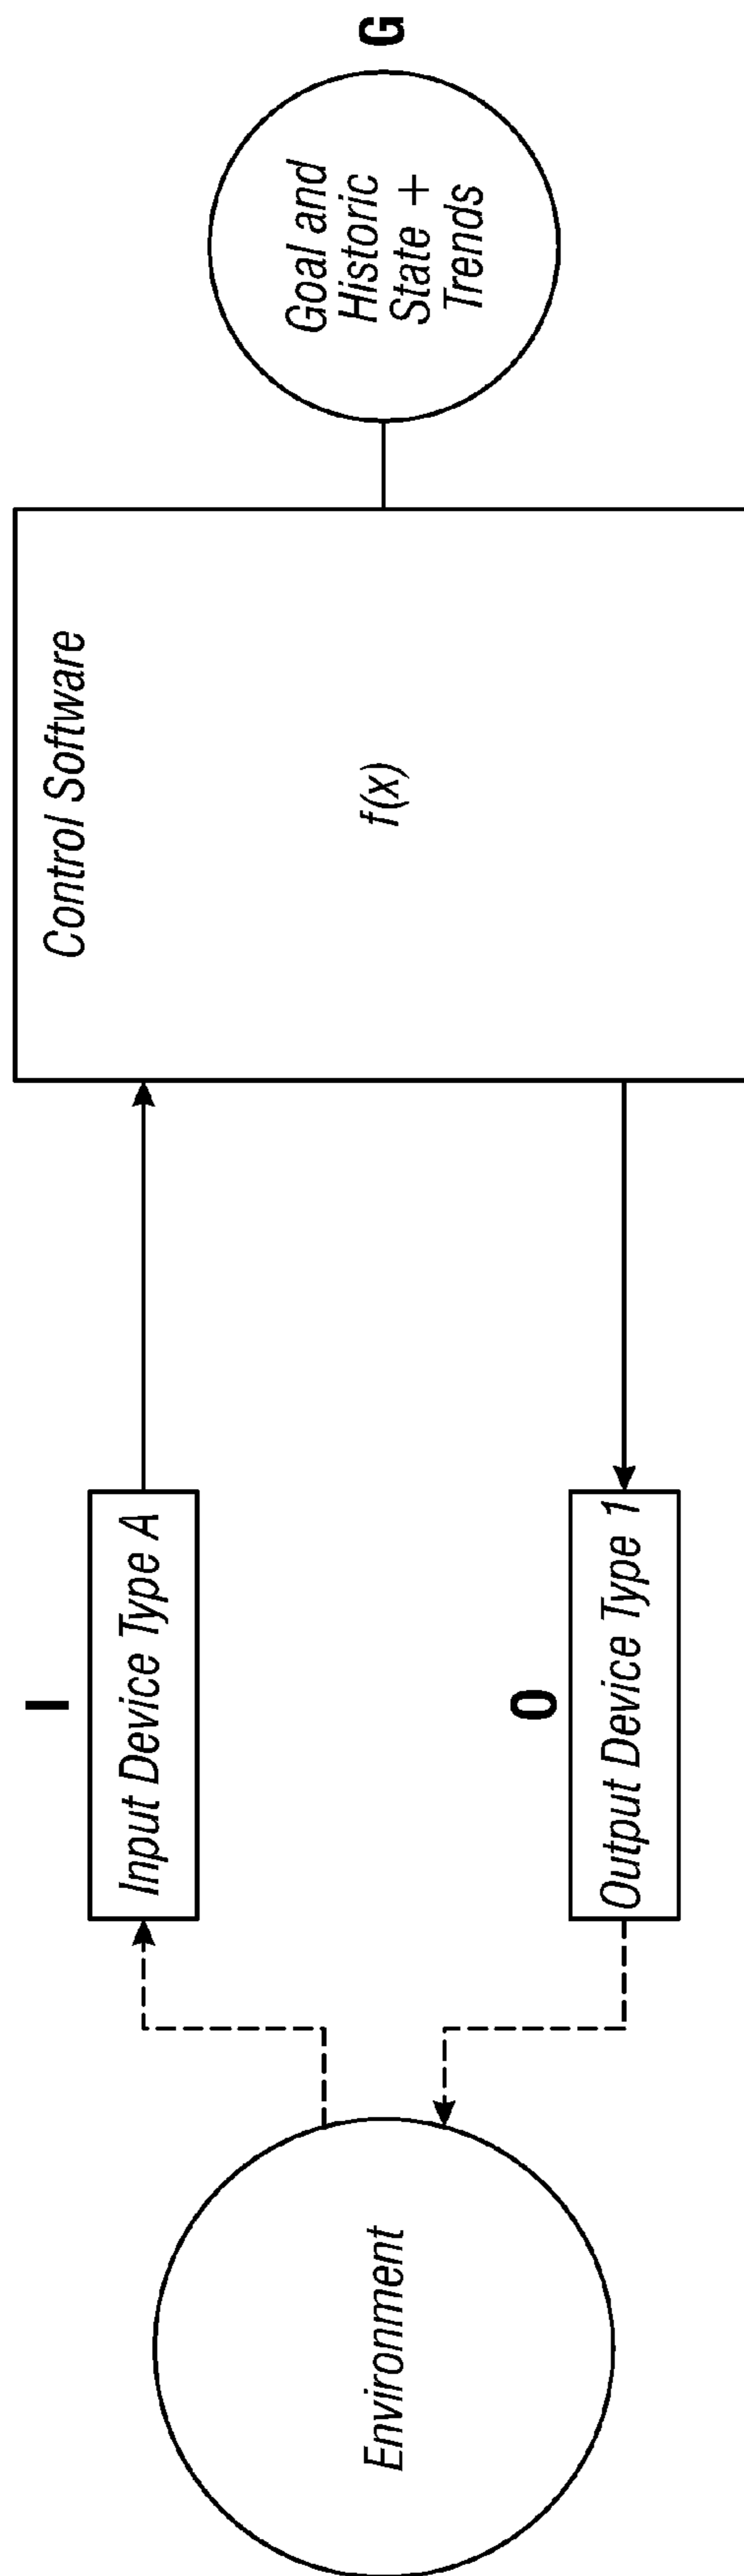 I
Input Device Type A
Control Software
f(x)
Environment
Goal and
Historic
State +
Trends
G
O
Output Device Type 1